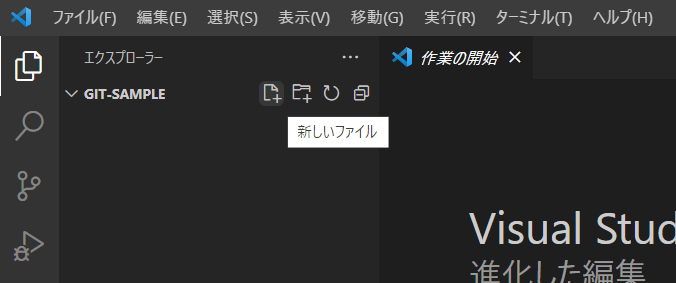 ファイル(F) 編集(E) 選択(S) 表示(V) 移動(G) 実行(R) ターミナル(T) ヘルプ(H)
エクスプローラー ···
作業の開始
GIT-SAMPLE
新しいファイル
Visual Stud
進化した編集